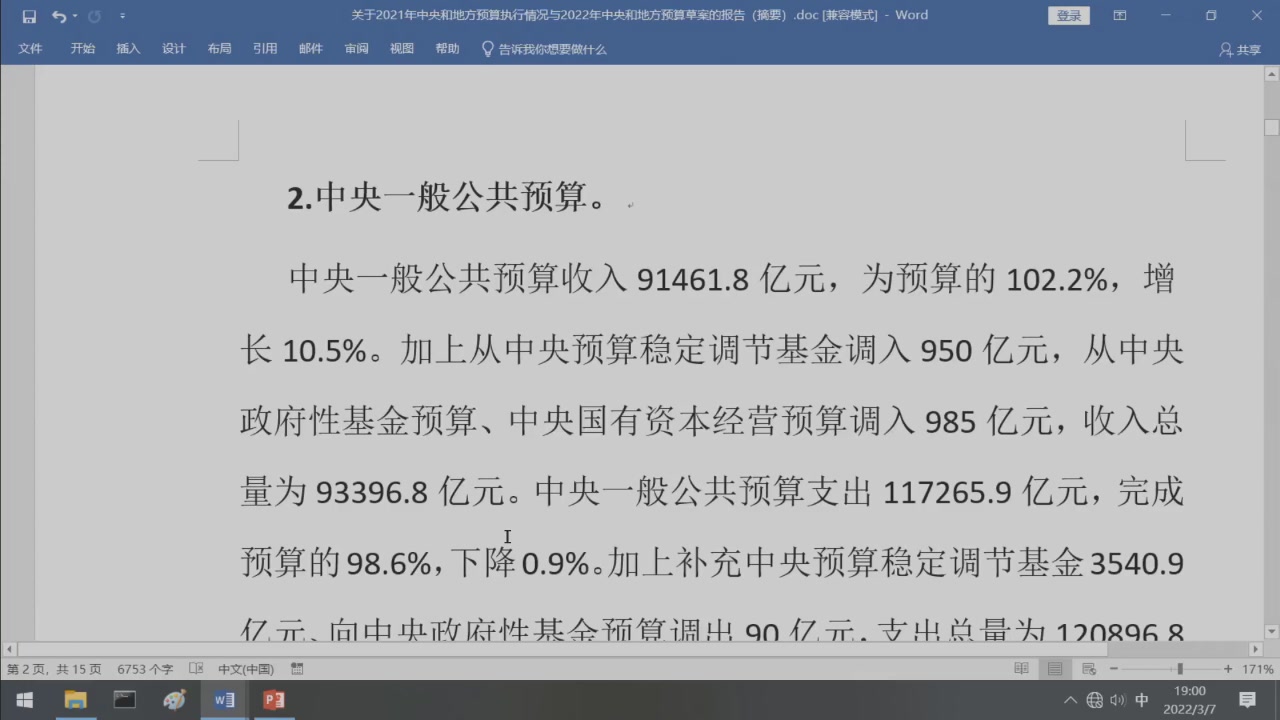 关于2021年中央和地方预算执行情况与2022年中央和地方预算草案的报告（摘要）.doc [兼容模式] - Word
登录
文件 开始 插入 设计 布局 引用 邮件 审阅 视图 帮助 告诉我你想要做什么 共享
2.中央一般公共预算。
中央一般公共预算收入 91461.8 亿元，为预算的 102.2%，增
长 10.5%。加上从中央预算稳定调节基金调入 950 亿元，从中央
政府性基金预算、中央国有资本经营预算调入 985 亿元，收入总
量为 93396.8 亿元。中央一般公共预算支出 117265.9 亿元，完成
预算的 98.6%，下降 0.9%。加上补充中央预算稳定调节基金 3540.9
亿元、向中央政府性基金预算调出 90 亿元，支出总量为 120896.8
第 2 页，共 15 页 6753 个字 中文(中国) 171%
中 19:00
2022/3/7